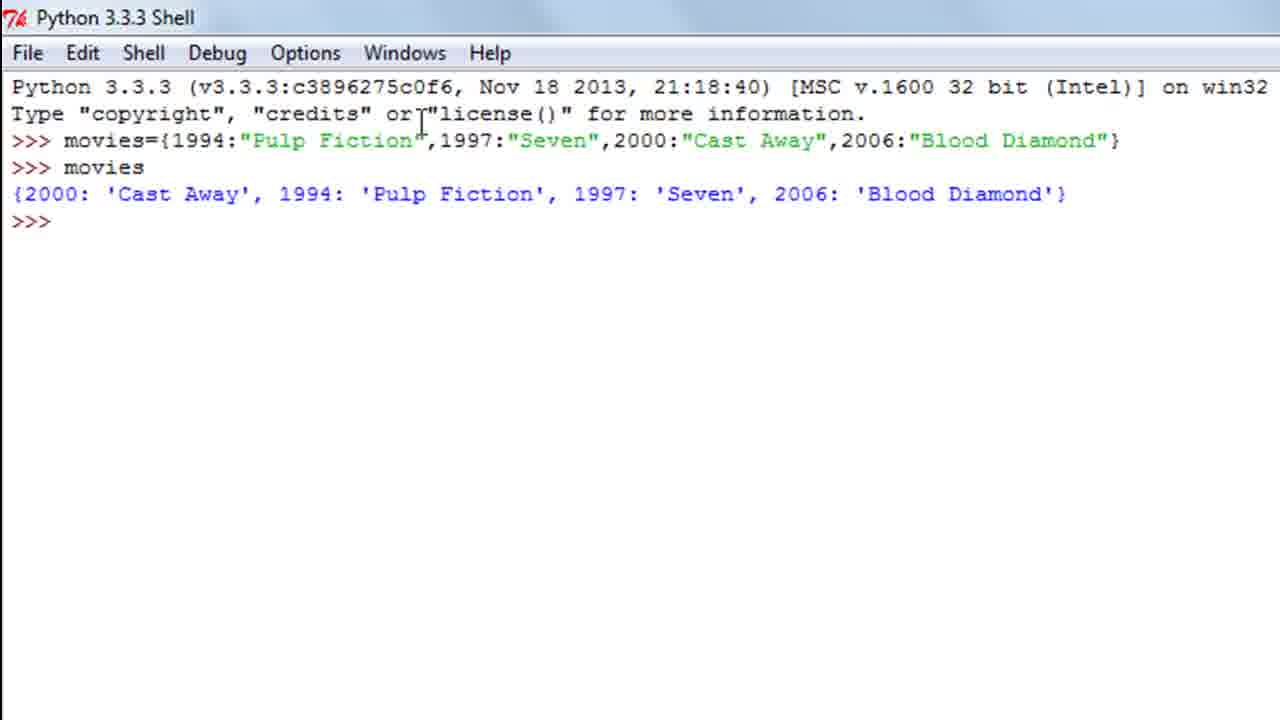 Python 3.3.3 Shell
File Edit Shell Debug Options Windows Help
Python 3.3.3 (v3.3.3:c3896275c0f6, Nov 18 2013, 21:18:40) [MSC v.1600 32 bit (Intel)] on win32
Type "copyright", "credits" or "license()" for more information.
>>> movies={1994:"Pulp Fiction",1997:"Seven",2000:"Cast Away",2006:"Blood Diamond"}
>>> movies
{2000: 'Cast Away', 1994: 'Pulp Fiction', 1997: 'Seven', 2006: 'Blood Diamond'}
>>>